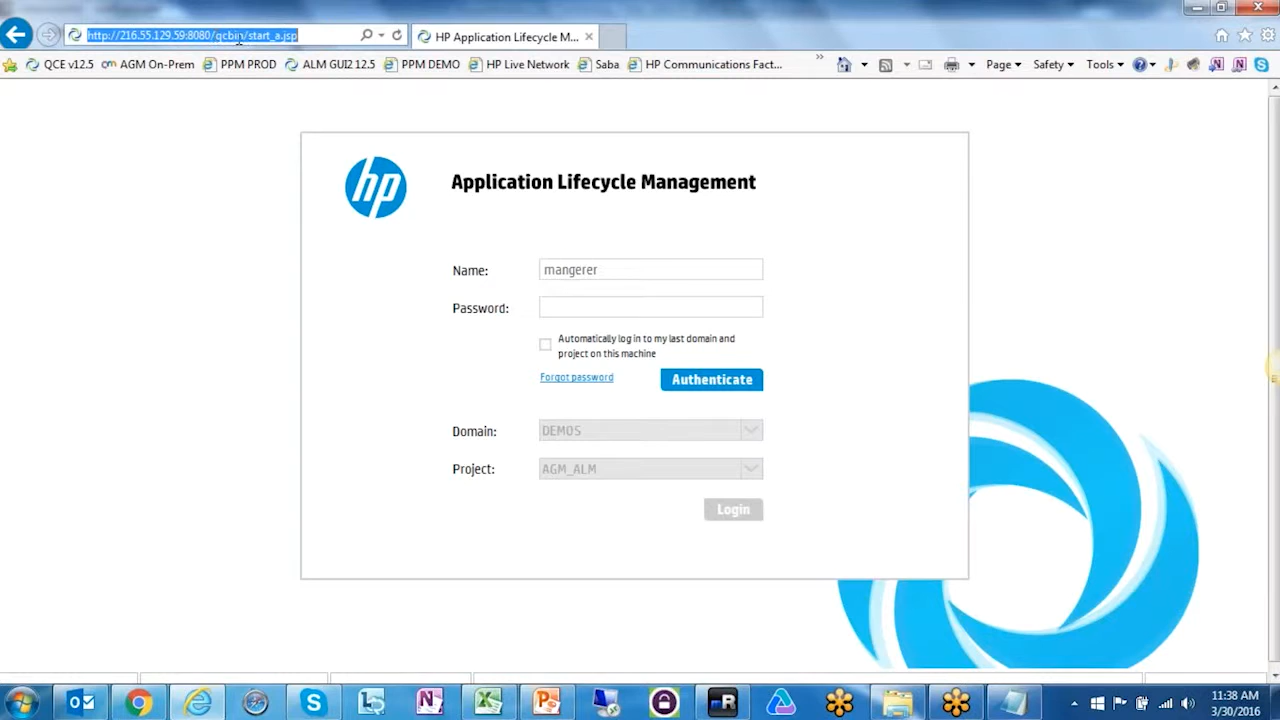 http://216.55.129.59:8080/qcbin/start_a.jsp
HP Application Lifecycle M...
QCE v12.5
AGM On-Prem
PPM PROD
ALM GUI2 12.5
PPM DEMO
HP Live Network
Saba
HP Communications Fact...
Page
Safety
Tools
hp
Application Lifecycle Management
Name:
mangerer
Password:
Automatically log in to my last domain and
project on this machine
Forgot password
Authenticate
Domain:
DEMOS
Project:
AGM_ALM
Login
11:38 AM
3/30/2016